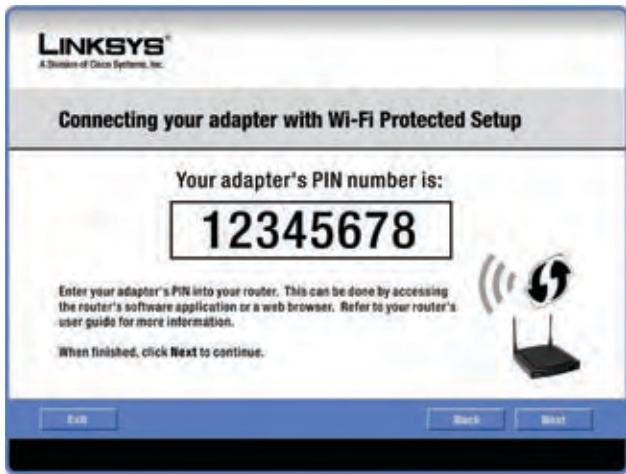 LINKSYS®
A Division of Cisco Systems, Inc.
Connecting your adapter with Wi-Fi Protected Setup
Your adapter's PIN number is:
12345678
Enter your adapter's PIN into your router. This can be done by accessing
the router's software application or a web browser. Refer to your router's
user guide for more information.
When finished, click Next to continue.
Exit
Back
Next